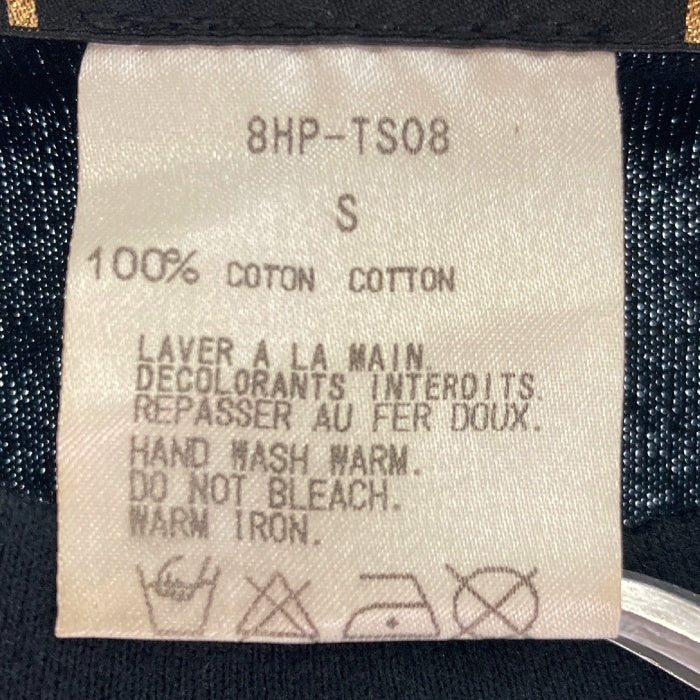 8HP-TS08
S
100% COTON COTTON
LAVER A LA MAIN.
DECOLORANTS INTERDITS.
REPASSER AU FER DOUX.
HAND WASH WARM.
DO NOT BLEACH.
WARM IRON.